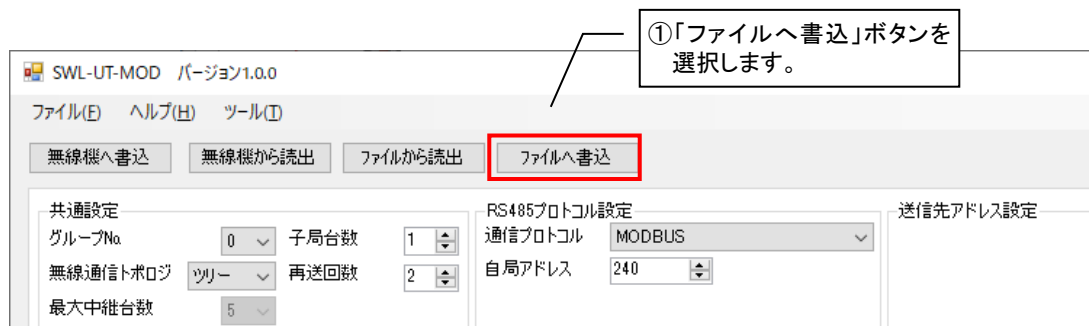 ①「ファイルへ書込」ボタンを
選択します。
SWL-UT-MOD バージョン1.0.0
ファイル(F) ヘルプ(H) ツール(T)
無線機へ書込 無線機から読出 ファイルから読出 ファイルへ書込
共通設定 RS485プロトコル設定 送信先アドレス設定
グループNo. 0 子局台数 1 通信プロトコル MODBUS
無線通信トポロジ ツリー 再送回数 2 自局アドレス 240
最大中継台数 5